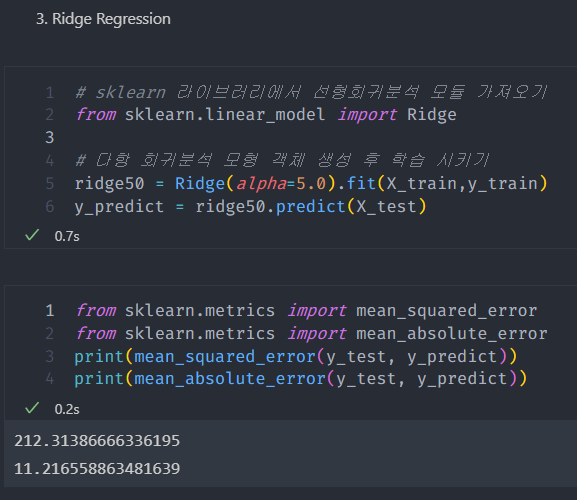 3. Ridge Regression
1 # sklearn 라이브러리에서 선형회귀분석 모듈 가져오기
2 from sklearn.linear_model import Ridge
3
4 # 다항 회귀분석 모형 객체 생성 후 학습 시키기
5 ridge50 = Ridge(alpha=5.0).fit(X_train,y_train)
6 y_predict = ridge50.predict(X_test)
✓ 0.7s
1 from sklearn.metrics import mean_squared_error
2 from sklearn.metrics import mean_absolute_error
3 print(mean_squared_error(y_test, y_predict))
4 print(mean_absolute_error(y_test, y_predict))
✓ 0.2s
212.31386666336195
11.216558863481639